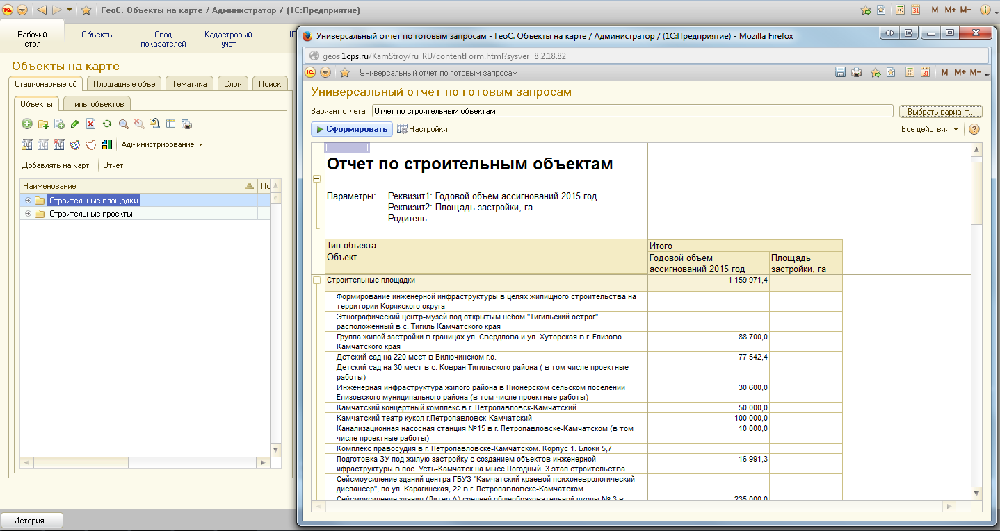 ГеоС. Объекты на карте / Администратор / (1С:Предприятие)
M M+ M-
Рабочий
стол
Объекты
Свод
показателей
Кадастровый
учет
УП
Объекты на карте
Стационарные об
Площадные объе
Тематика
Слои
Поиск
Объекты
Типы объектов
Администрирование
Добавлять на карту
Отчет
Наименование
По
Строительные площадки
Строительные проекты
История...
Универсальный отчет по готовым запросам - ГеоС. Объекты на карте / Администратор / (1С:Предприятие) - Mozilla Firefox
geos.1cps.ru/KamStroy/ru_RU/contentForm.html?sysver=8.2.18.82
Универсальный отчет по готовым запросам
M M+ M-
Универсальный отчет по готовым запросам
Вариант отчета:
Отчет по строительным объектам
Выбрать вариант...
Сформировать
Настройки
Все действия
Отчет по строительным объектам
Параметры: Реквизит1: Годовой объем ассигнований 2015 год
Реквизит2: Площадь застройки, га
Родитель:
Тип объекта
Итого
Объект
Годовой объем
ассигнований 2015 год
Площадь
застройки, га
Строительные площадки 1 159 971,4
Формирование инженерной инфраструктуры в целях жилищного строительства на
территории Корякского округа
Этнографический центр-музей под открытым небом "Тигильский острог"
расположенный в с. Тигиль Камчатского края
Группа жилой застройки в границах ул. Свердлова и ул. Хуторская в г. Елизово 88 700,0
Камчатского края
Детский сад на 220 мест в Вилючинском г.о. 77 542,4
Детский сад на 30 мест в с. Ковран Тигильского района ( в том числе проектные
работы)
Инженерная инфраструктура жилого района в Пионерском сельском поселении 30 600,0
Елизовского муниципального района (в том числе проектные работы)
Камчатский концертный комплекс в г. Петропавловск-Камчатский 50 000,0
Камчатский театр кукол г.Петропавловск-Камчатский 100 000,0
Канализационная насосная станция №15 в г. Петропавловске-Камчатском (в том 10 000,0
числе проектные работы)
Комплекс правосудия в г. Петропавловске-Камчатском. Корпус 1. Блоки 5,7
Подготовка ЗУ под жилую застройку с созданием объектов инженерной 16 991,3
ифраструктуры в пос. Усть-Камчатск на мысе Погодный. 3 этап строительства
Сейсмоусиление зданий центра ГБУЗ "Камчатский краевой психоневрологический
диспансер", по ул. Карагинская, 22 в г. Петропавловске-Камчатском
Сейсмоусиление здания (Литер А) средней общеобразовательной школы № 3 в 235 000,0